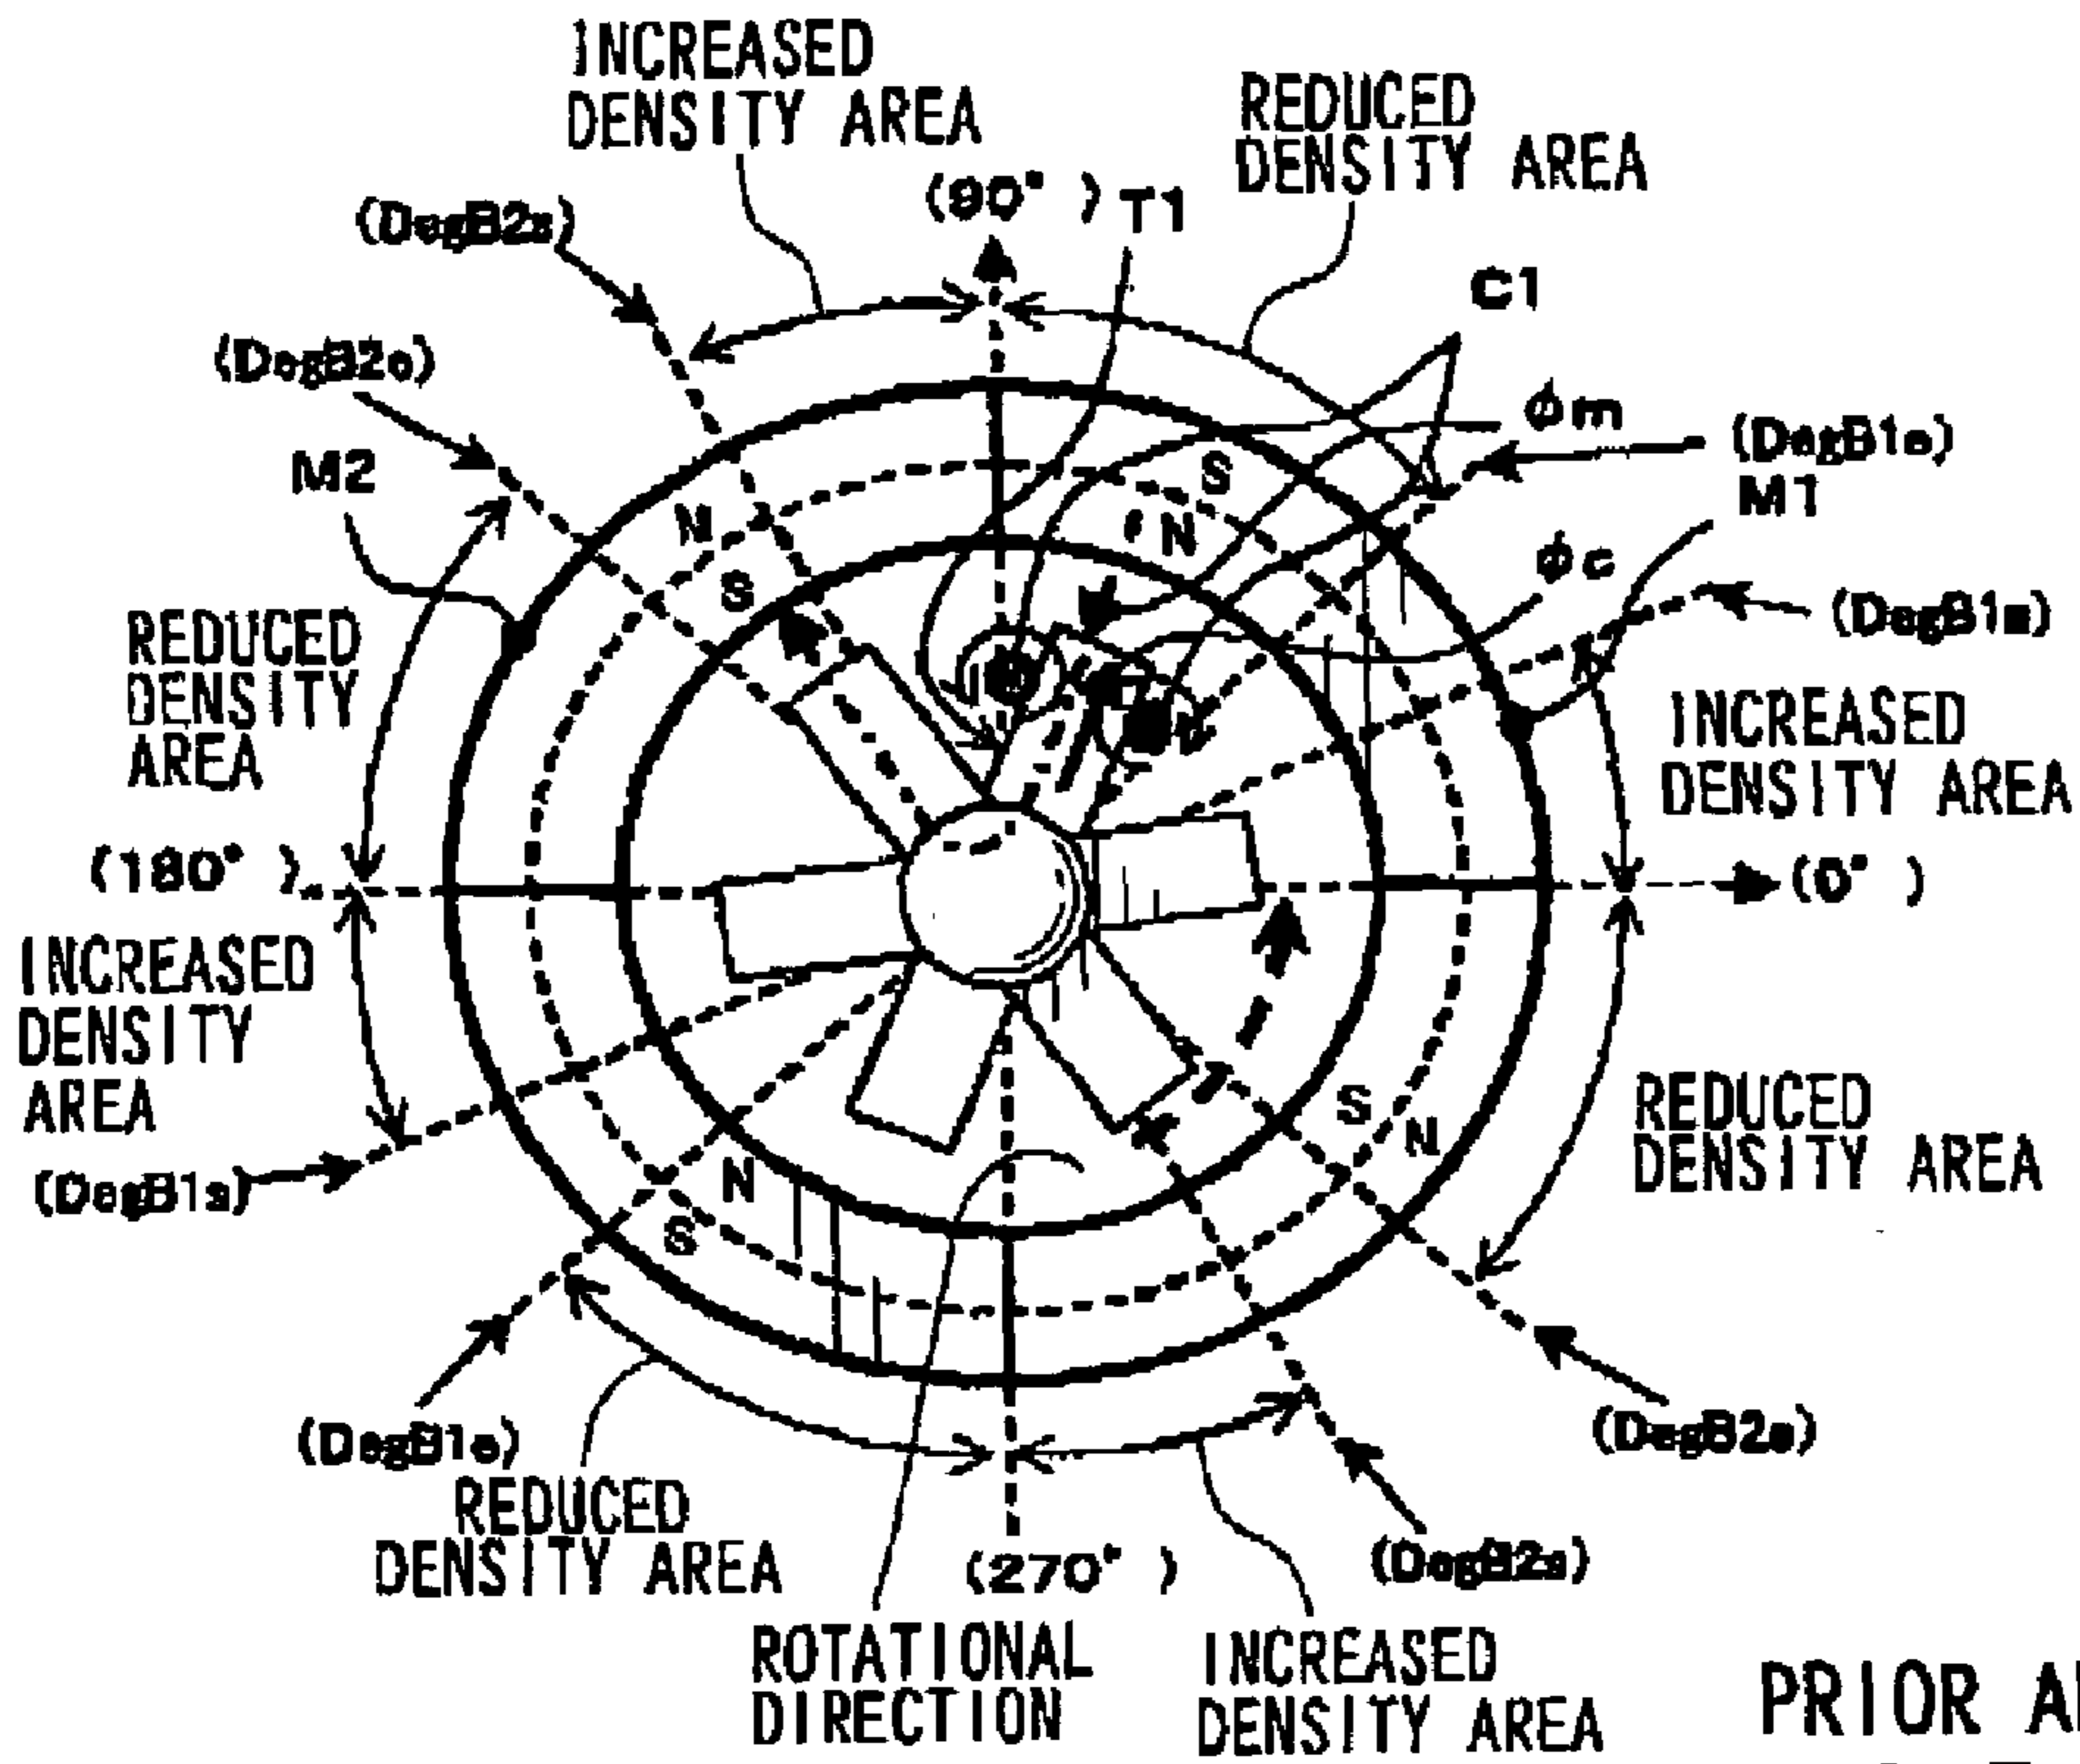 INCREASED
DENSITY AREA
REDUCED
DENSITY AREA
(90° )
T1
(DegB2s)
C1
(DegB2e)
φm
(DegB1e)
M2
M1
S
N
N
S
φc
(DegB1s)
REDUCED
DENSITY
AREA
INCREASED
DENSITY AREA
(180° )
(0° )
INCREASED
DENSITY
AREA
S
N
REDUCED
DENSITY AREA
(DegB1s)
N
S
(DegB1e)
REDUCED
DENSITY AREA
(270° )
(DegB2s)
ROTATIONAL
DIRECTION
INCREASED
DENSITY AREA
PRIOR